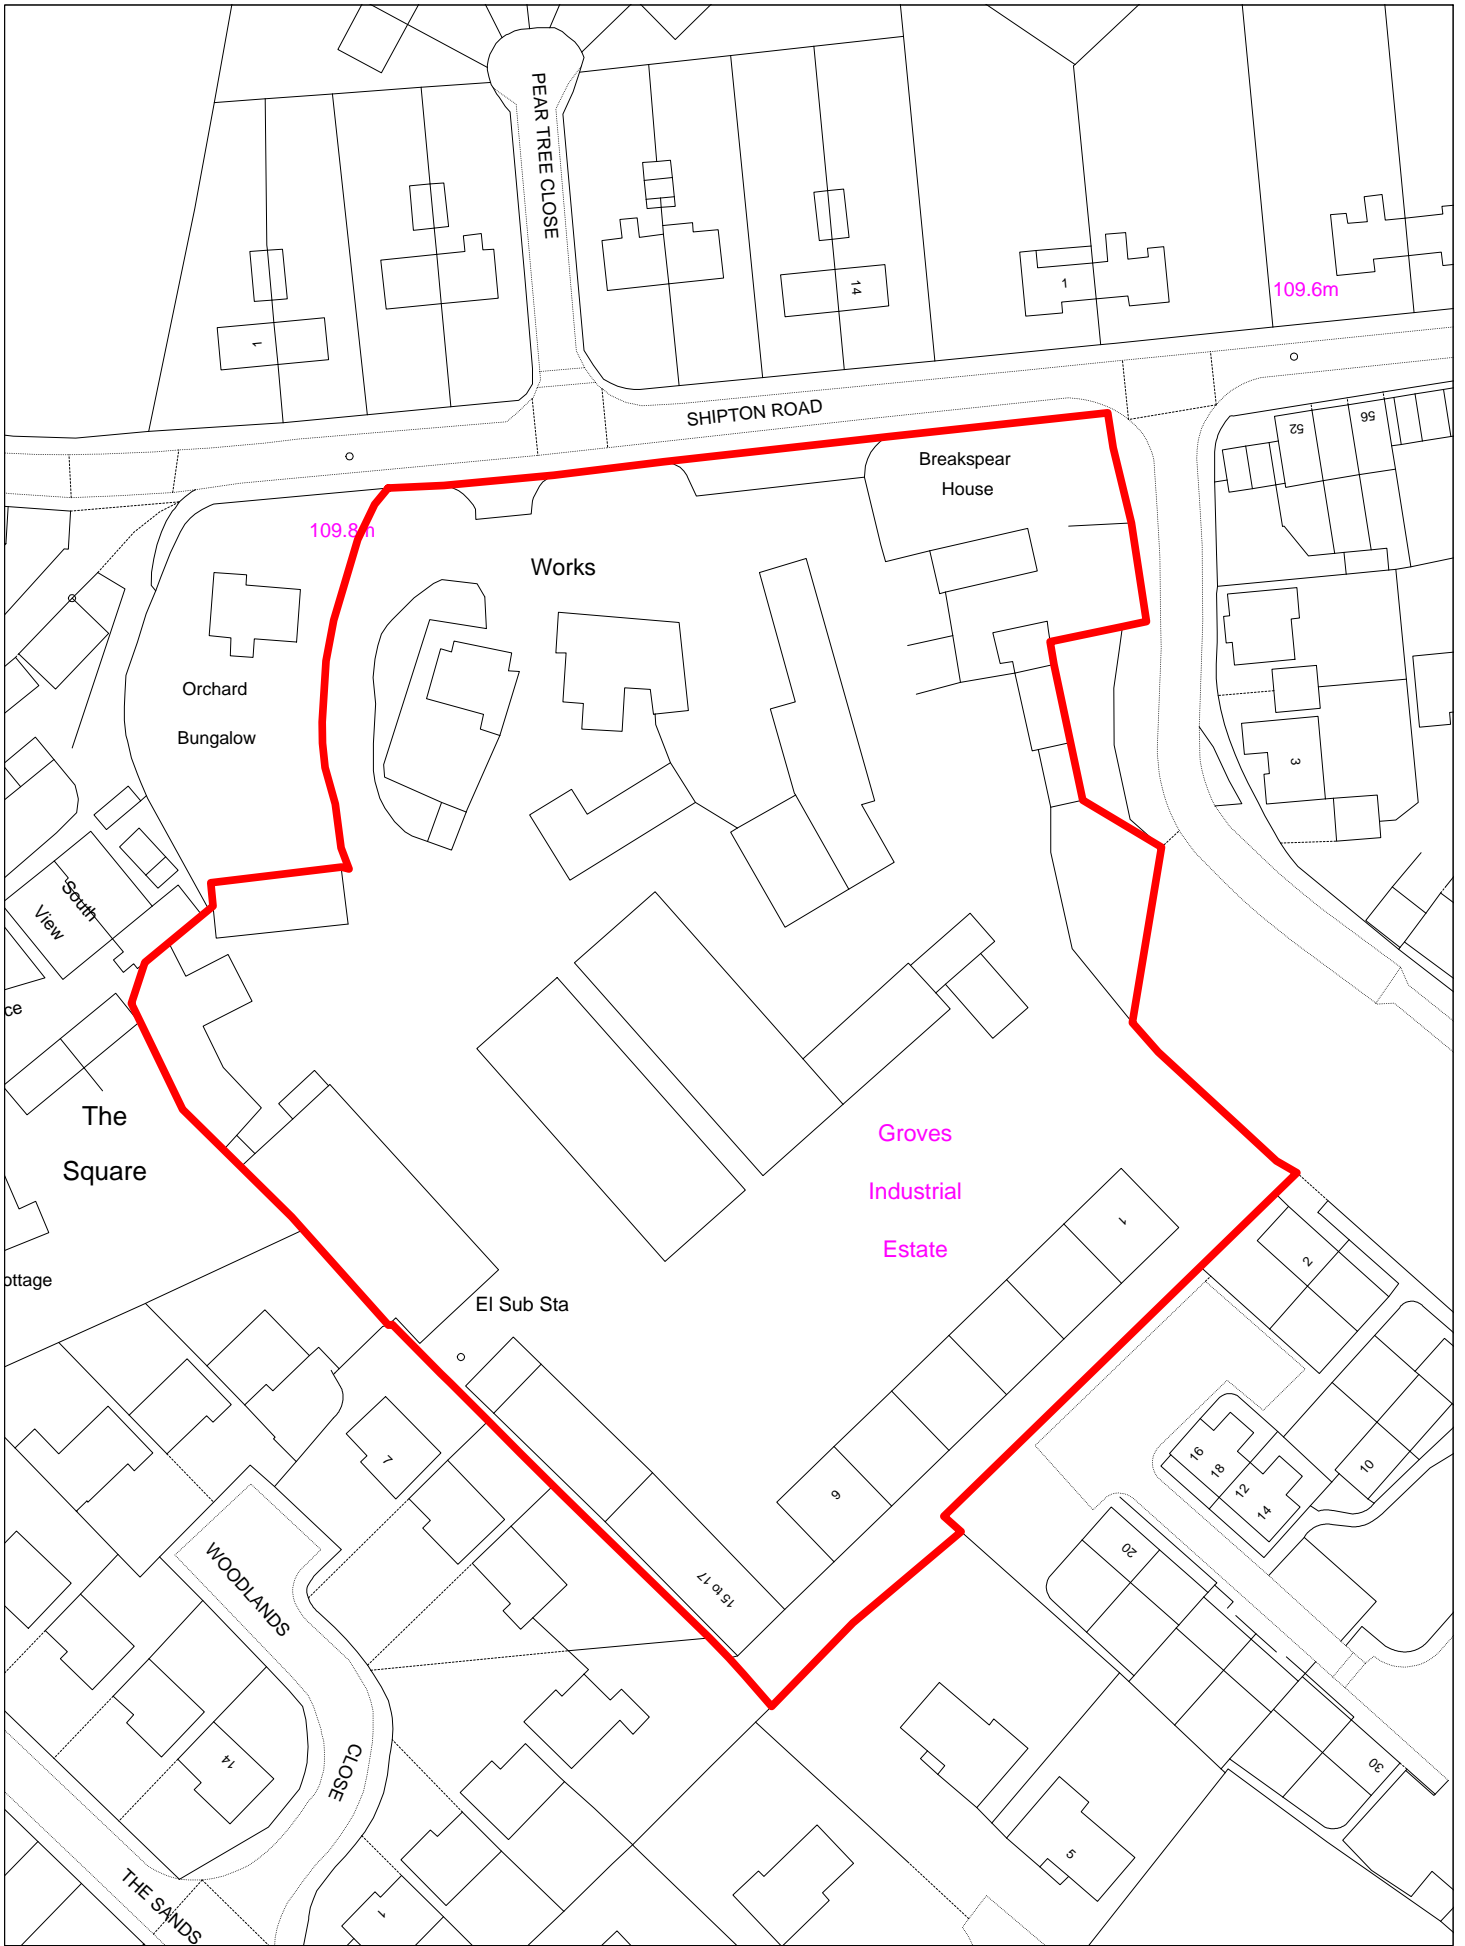 PEAR TREE CLOSE
1
14
1
109.6m
SHIPTON ROAD
52
56
Breakspear
House
109.8m
Works
Orchard
Bungalow
3
South
View
ce
The
Square
Groves
Industrial
Estate
1
2
ottage
El Sub Sta
7
9
16
18
12
14
10
20
15 to 17
WOODLANDS
CLOSE
14
30
5
THE SANDS
1